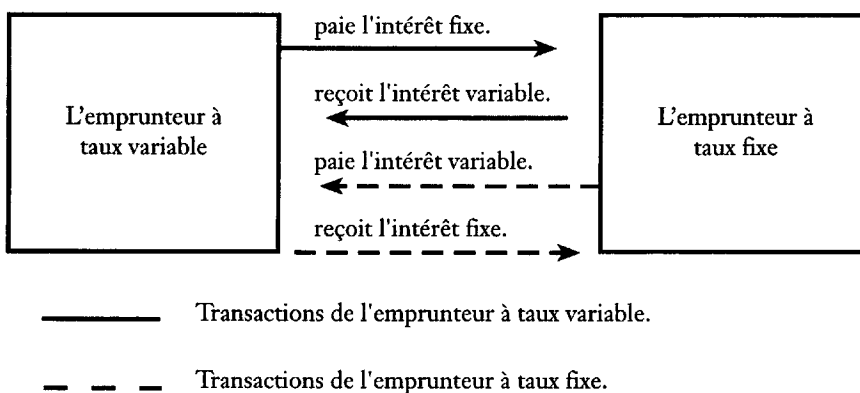 paie l'intérêt fixe.
reçoit l'intérêt variable.
L'emprunteur à
taux variable
L'emprunteur à
taux fixe
paie l'intérêt variable.
reçoit l'intérêt fixe.
Transactions de l'emprunteur à taux variable.
Transactions de l'emprunteur à taux fixe.